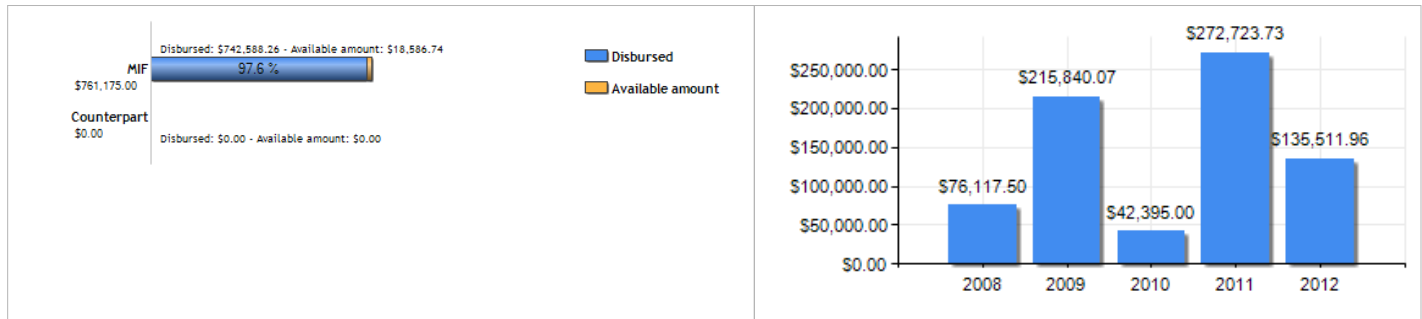 Disbursed: $742,588.26 - Available amount: $18,586.74
MIF
97.6 %
$761,175.00
Counterpart
$0.00
Disbursed: $0.00 - Available amount: $0.00
Disbursed
Available amount
$272,723.73
$250,000.00
$215,840.07
$200,000.00
$150,000.00
$135,511.96
$100,000.00
$76,117.50
$50,000.00
$42,395.00
$0.00
2008 2009 2010 2011 2012